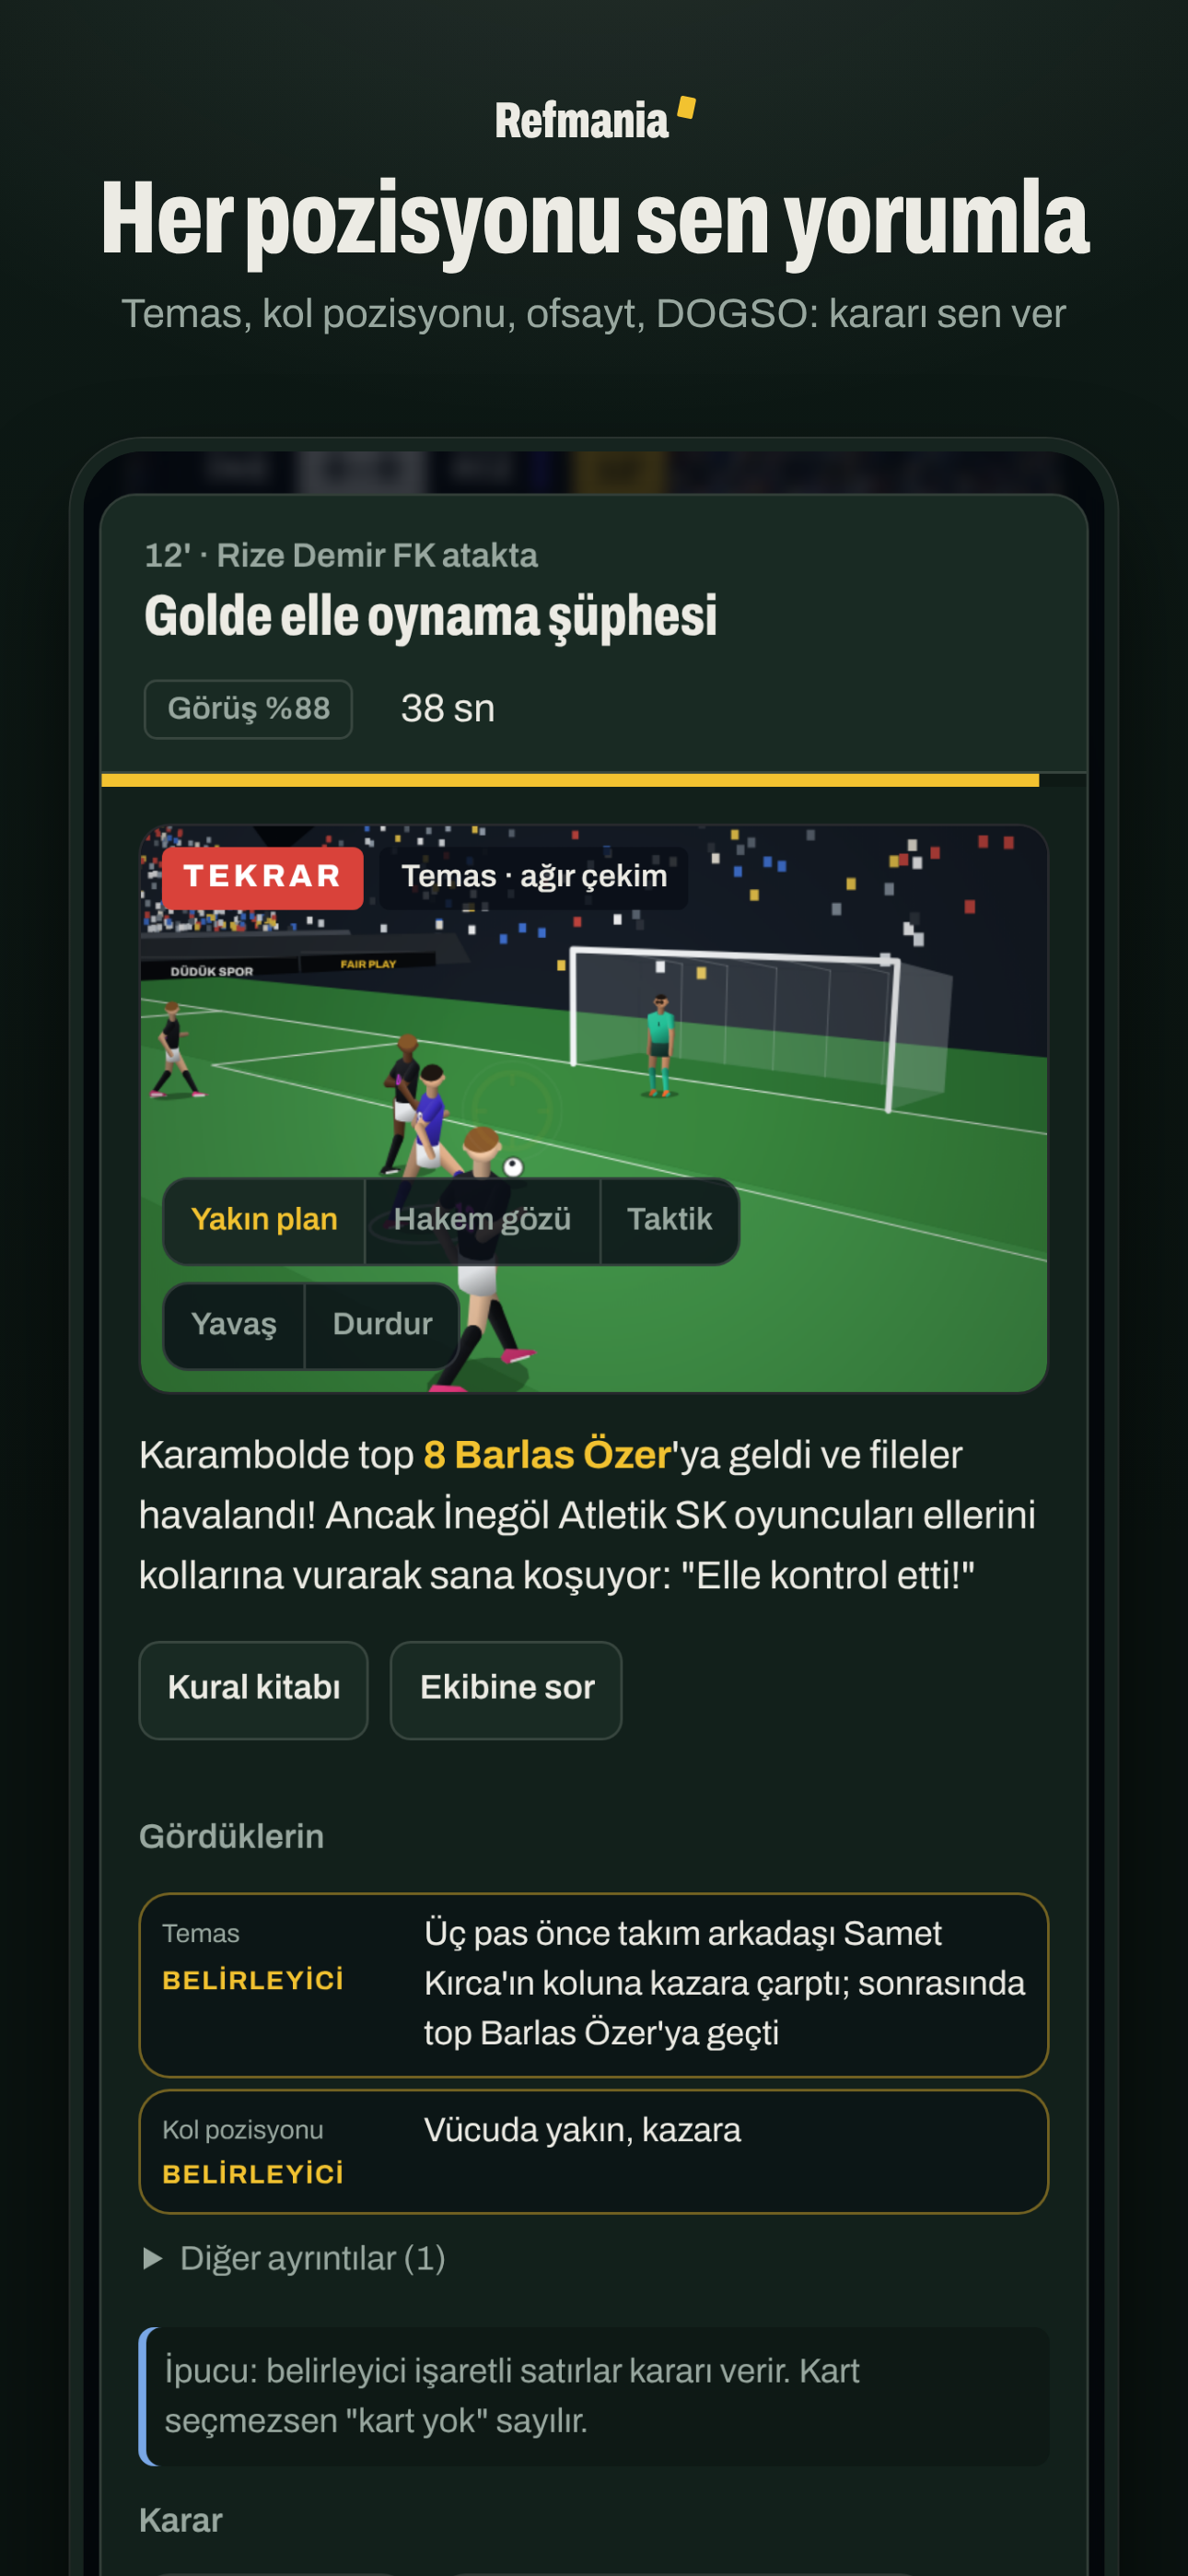 Refmania
Her pozisyonu sen yorumla
Temas, kol pozisyonu, ofsayt, DOGSO: kararı sen ver
12' · Rize Demir FK atakta
Golde elle oynama şüphesi
Görüş %88 38 sn
TEKRAR Temas · ağır çekim
DÜDÜK SPOR FAIR PLAY
Yakın plan Hakem gözü Taktik
Yavaş Durdur
Karambolde top 8 Barlas Özer'ya geldi ve fileler
havalandı! Ancak İnegöl Atletik SK oyuncuları ellerini
kollarına vurarak sana koşuyor: "Elle kontrol etti!"
Kural kitabı Ekibine sor
Gördüklerin
Temas
BELİRLEYİCİ
Üç pas önce takım arkadaşı Samet
Kırca'ın koluna kazara çarptı; sonrasında
top Barlas Özer'ya geçti
Kol pozisyonu
BELİRLEYİCİ
Vücuda yakın, kazara
▶ Diğer ayrıntılar (1)
İpucu: belirleyici işaretli satırlar kararı verir. Kart
seçmezsen "kart yok" sayılır.
Karar